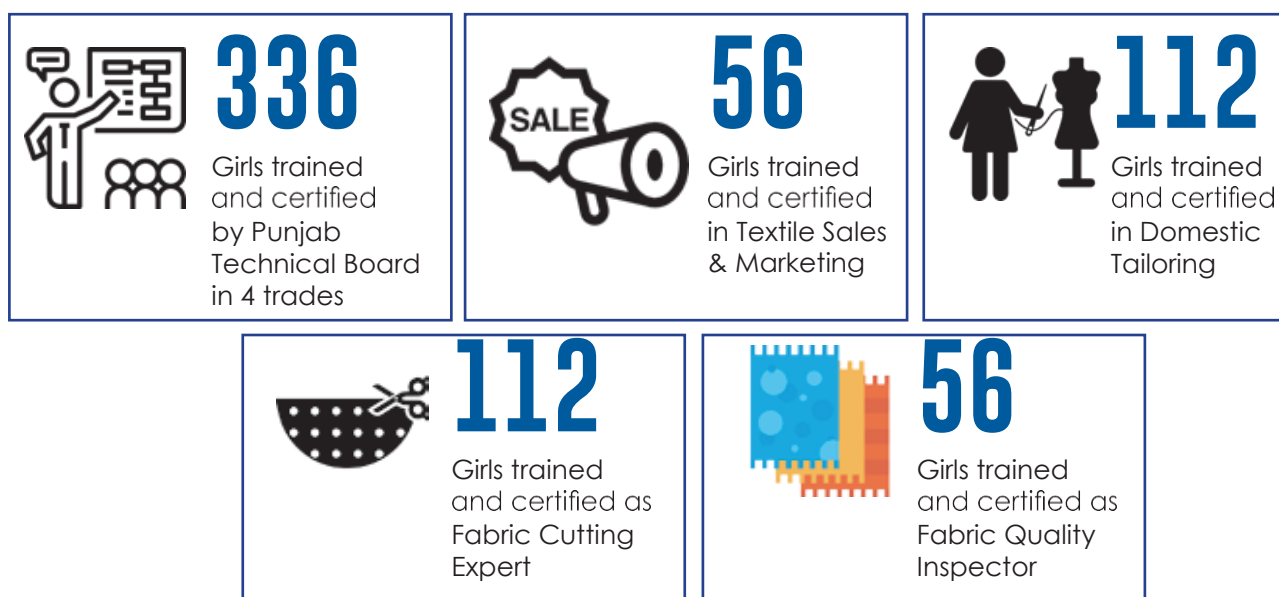 336
Girls trained
and certified
by Punjab
Technical Board
in 4 trades
SALE
56
Girls trained
and certified
in Textile Sales
& Marketing
112
Girls trained
and certified
in Domestic
Tailoring
112
Girls trained
and certified as
Fabric Cutting
Expert
56
Girls trained
and certified as
Fabric Quality
Inspector